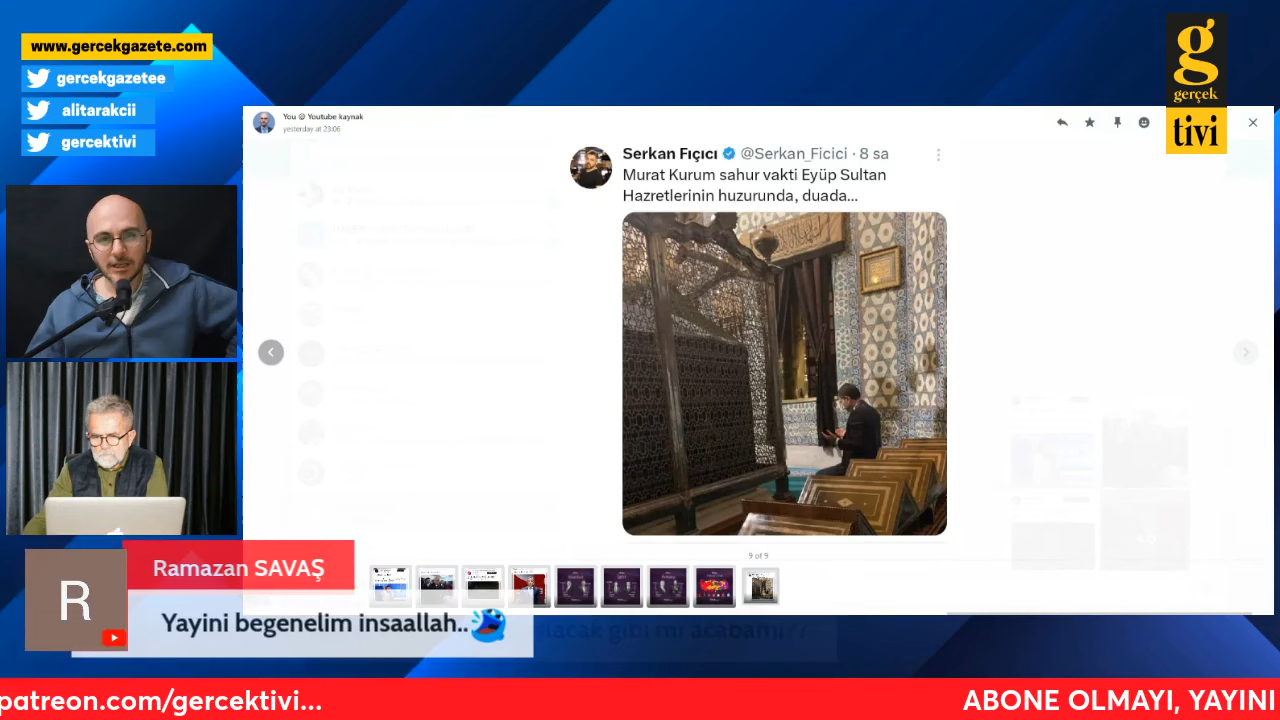 www.gercekgazete.com
gercekgazetee
alitarakcii
gercektivi
g
gerçek
tivi
You @ Youtube kaynak
yesterday at 23:06
Serkan Fıçıcı @Serkan_Ficici · 8 sa
Murat Kurum sahur vakti Eyüp Sultan
Hazretlerinin huzurunda, duada...
9 of 9
R
Ramazan SAVAŞ
Yayini begenelim insaallah..
patreon.com/gercektivi...
ABONE OLMAYI, YAYINI